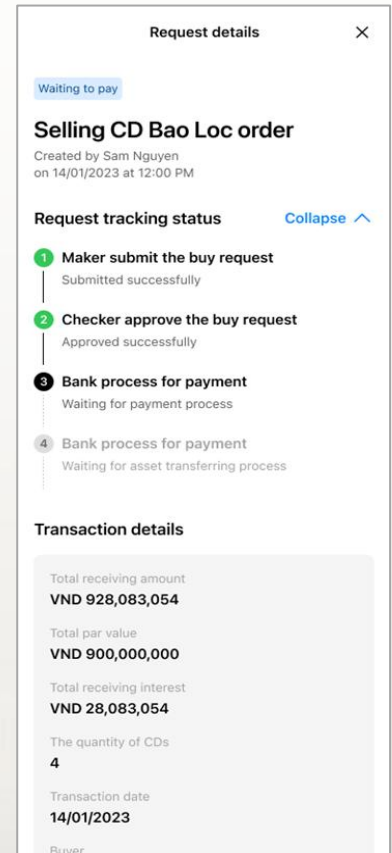 Request details
Waiting to pay
Selling CD Bao Loc order
Created by Sam Nguyen
on 14/01/2023 at 12:00 PM
Request tracking status
Collapse
1 Maker submit the buy request
Submitted successfully
2 Checker approve the buy request
Approved successfully
3 Bank process for payment
Waiting for payment process
4 Bank process for payment
Waiting for asset transferring process
Transaction details
Total receiving amount
VND 928,083,054
Total par value
VND 900,000,000
Total receiving interest
VND 28,083,054
The quantity of CDs
4
Transaction date
14/01/2023
Buyer